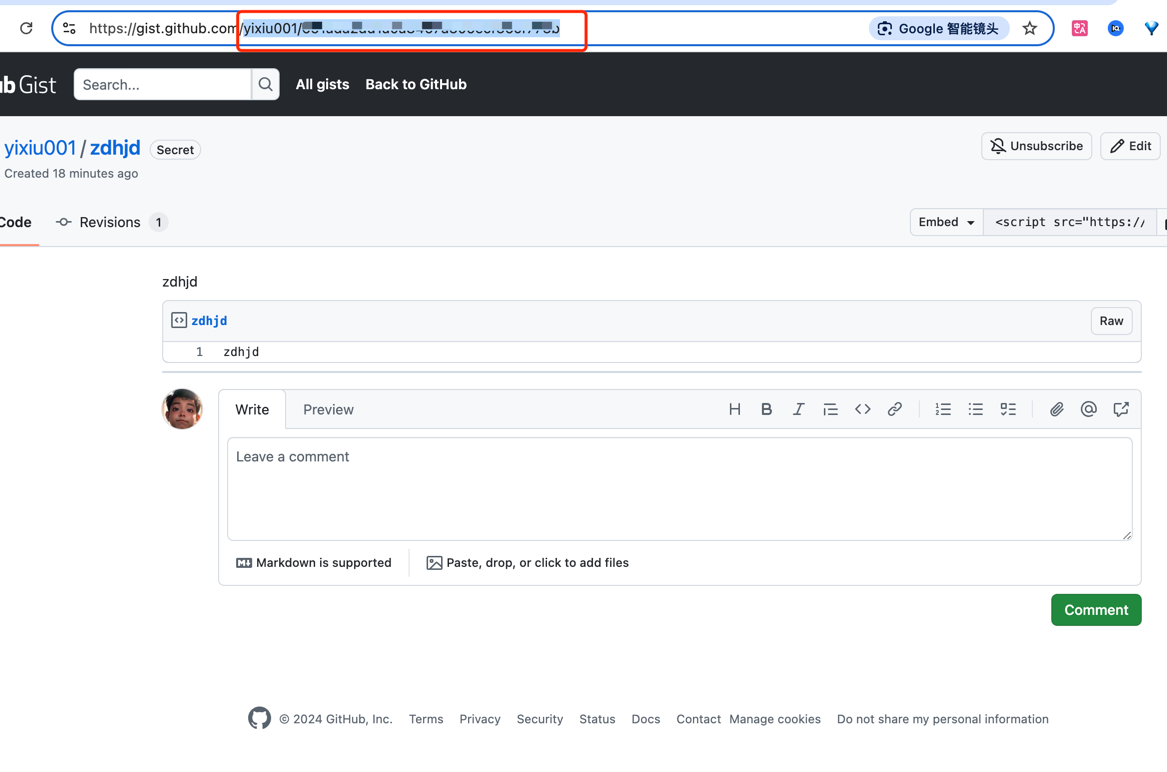 https://gist.github.com/yixiu001/
Google 智能镜头
b Gist
Search...
All gists
Back to GitHub
yixiu001 / zdhjd
Secret
Unsubscribe
Edit
Created 18 minutes ago
Code
Revisions
1
Embed
<script src="https:/
zdhjd
zdhjd
Raw
1
zdhjd
Write
Preview
Leave a comment
Markdown is supported
Paste, drop, or click to add files
Comment
© 2024 GitHub, Inc.
Terms
Privacy
Security
Status
Docs
Contact
Manage cookies
Do not share my personal information